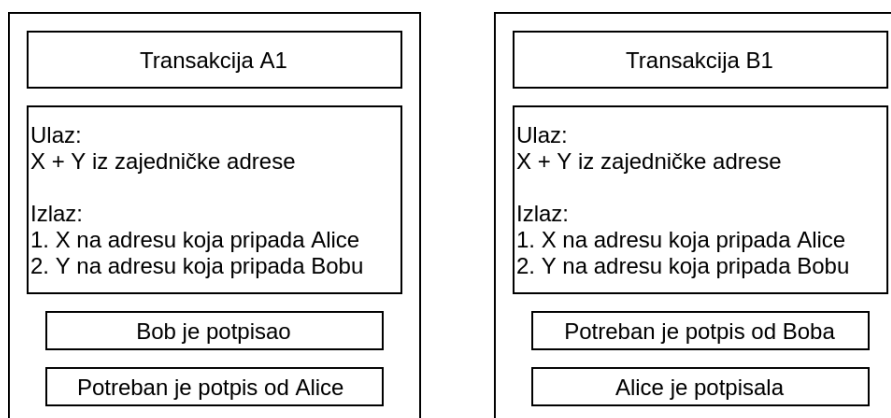 Transakcija A1
Ulaz:
X + Y iz zajedničke adrese
Izlaz:
1. X na adresu koja pripada Alice
2. Y na adresu koja pripada Bobu
Bob je potpisao
Potreban je potpis od Alice
Transakcija B1
Ulaz:
X + Y iz zajedničke adrese
Izlaz:
1. X na adresu koja pripada Alice
2. Y na adresu koja pripada Bobu
Potreban je potpis od Boba
Alice je potpisala